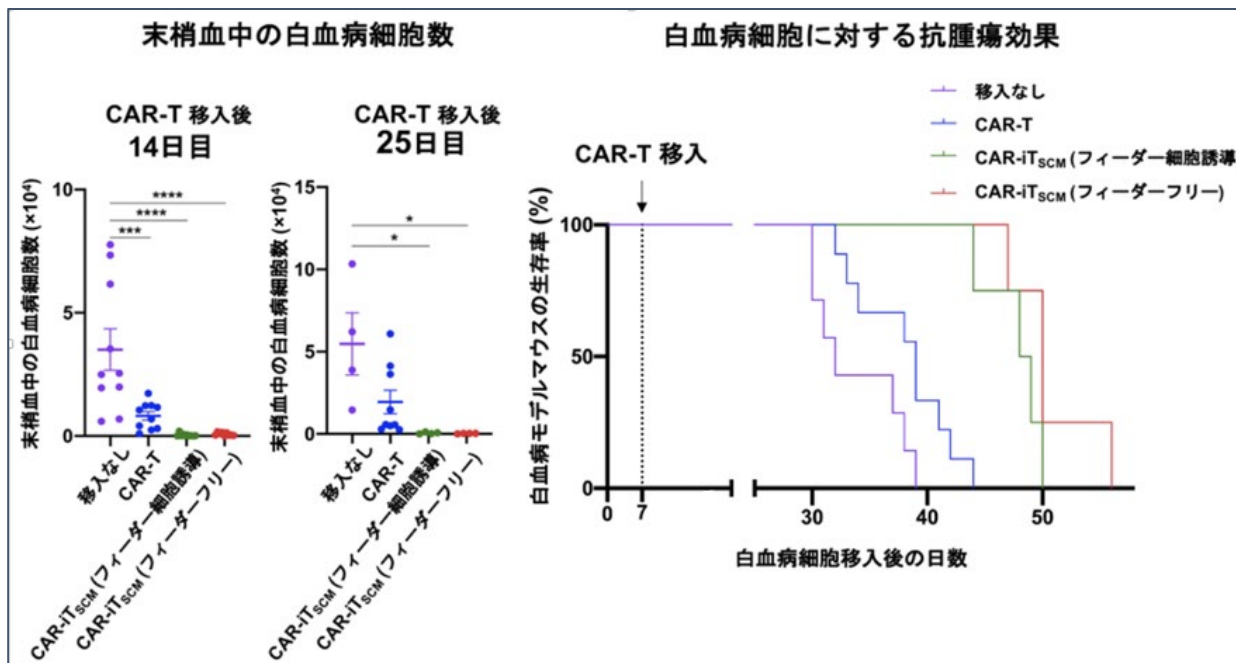 末梢血中の白血病細胞数
CAR-T 移入後
14日目
末梢血中の白血病細胞数 (×10⁴)
10
5
0
****
****
***
移入なし
CAR-T
CAR-iTSCM (フィーダー細胞誘導)
CAR-iTSCM (フィーダーフリー)
CAR-T 移入後
25日目
末梢血中の白血病細胞数 (×10⁴)
15
10
5
0
*
*
移入なし
CAR-T
CAR-iTSCM (フィーダー細胞誘導)
CAR-iTSCM (フィーダーフリー)
白血病細胞に対する抗腫瘍効果
移入なし
CAR-T
CAR-iTSCM (フィーダー細胞誘導)
CAR-iTSCM (フィーダーフリー)
CAR-T 移入
白血病モデルマウスの生存率 (%)
100
50
0
0
7
30
40
50
白血病細胞移入後の日数